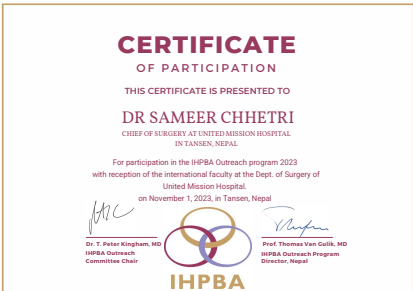 CERTIFICATE
OF PARTICIPATION
THIS CERTIFICATE IS PRESENTED TO
DR SAMEER CHHETRI
CHIEF OF SURGERY AT UNITED MISSION HOSPITAL
IN TANSEN, NEPAL
For participation in the IHPBA Outreach program 2023
with reception of the international faculty at the Dept. of Surgery of
United Mission Hospital.
on November 1, 2023, in Tansen, Nepal
Dr. T. Peter Kingham, MD
IHPBA Outreach
Committee Chair
Prof. Thomas Van Gulik, MD
IHPBA Outreach Program
Director, Nepal
IHPBA